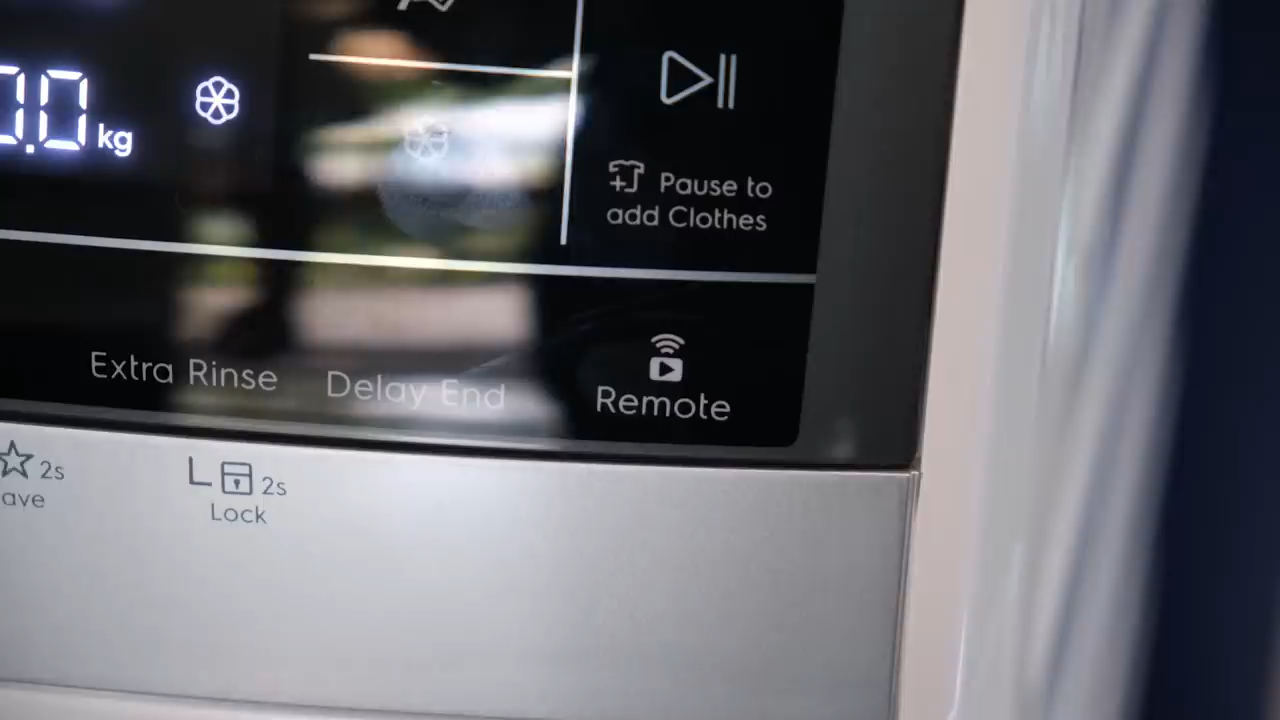 0.0 kg
Pause to
add Clothes
Extra Rinse
Delay End
Remote
2s
ave
2s
Lock